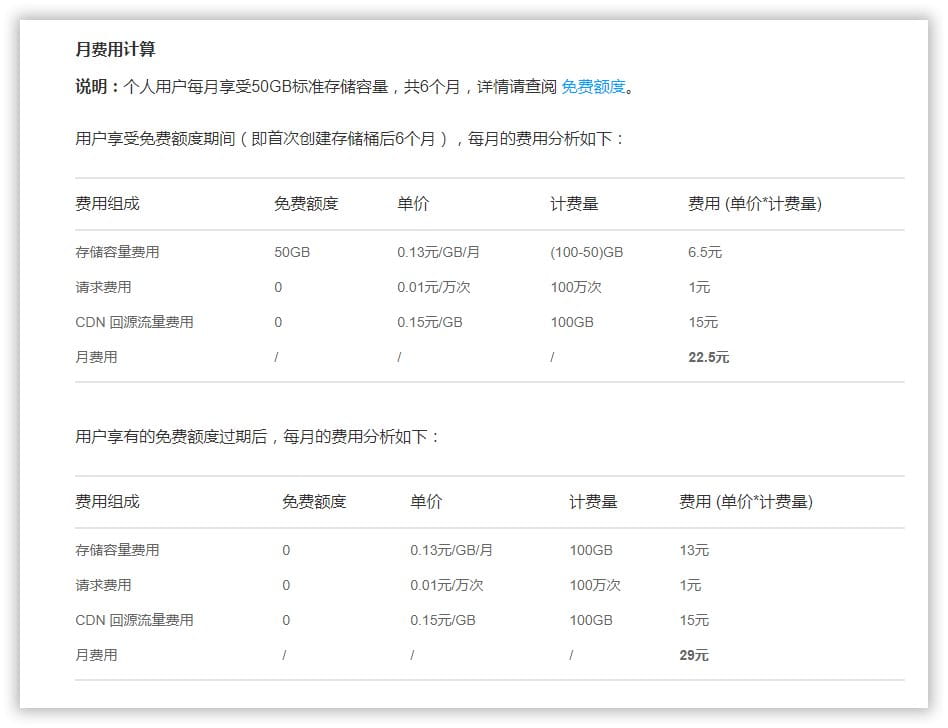 月费用计算
说明：个人用户每月享受50GB标准存储容量，共6个月，详情请查阅 免费额度。
用户享受免费额度期间（即首次创建存储桶后6个月），每月的费用分析如下：
费用组成 免费额度 单价 计费量 费用 (单价*计费量)
存储容量费用 50GB 0.13元/GB/月 (100-50)GB 6.5元
请求费用 0 0.01元/万次 100万次 1元
CDN 回源流量费用 0 0.15元/GB 100GB 15元
月费用 / / / 22.5元
用户享有的免费额度过期后，每月的费用分析如下：
费用组成 免费额度 单价 计费量 费用 (单价*计费量)
存储容量费用 0 0.13元/GB/月 100GB 13元
请求费用 0 0.01元/万次 100万次 1元
CDN 回源流量费用 0 0.15元/GB 100GB 15元
月费用 / / / 29元